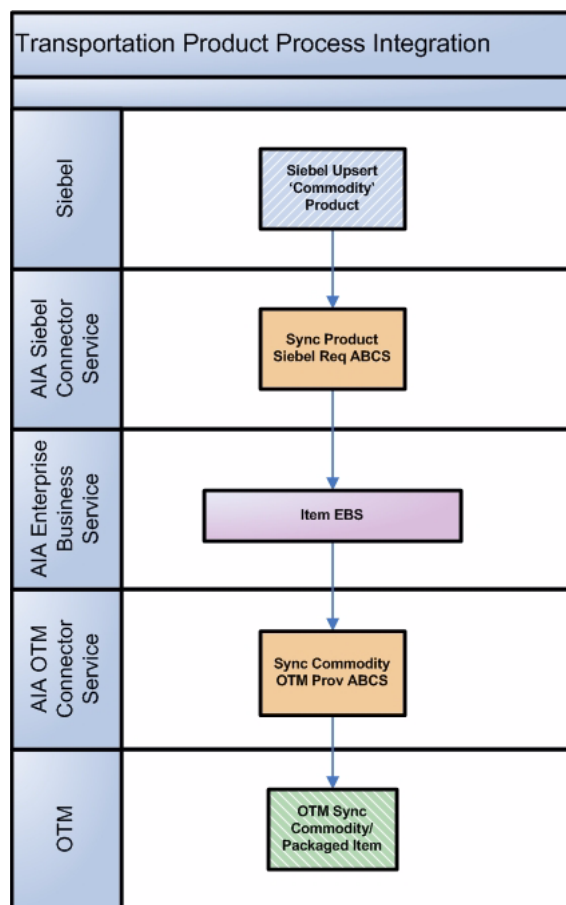 Transportation Product Process Integration
Siebel
Siebel Upsert
‘Commodity’
Product
AIA Siebel
Connector
Service
Sync Product
Siebel Req ABCS
AIA Enterprise
Business
Service
Item EBS
AIA OTM
Connector
Service
Sync Commodity
OTM Prov ABCS
OTM
OTM Sync
Commodity/
Packaged Item